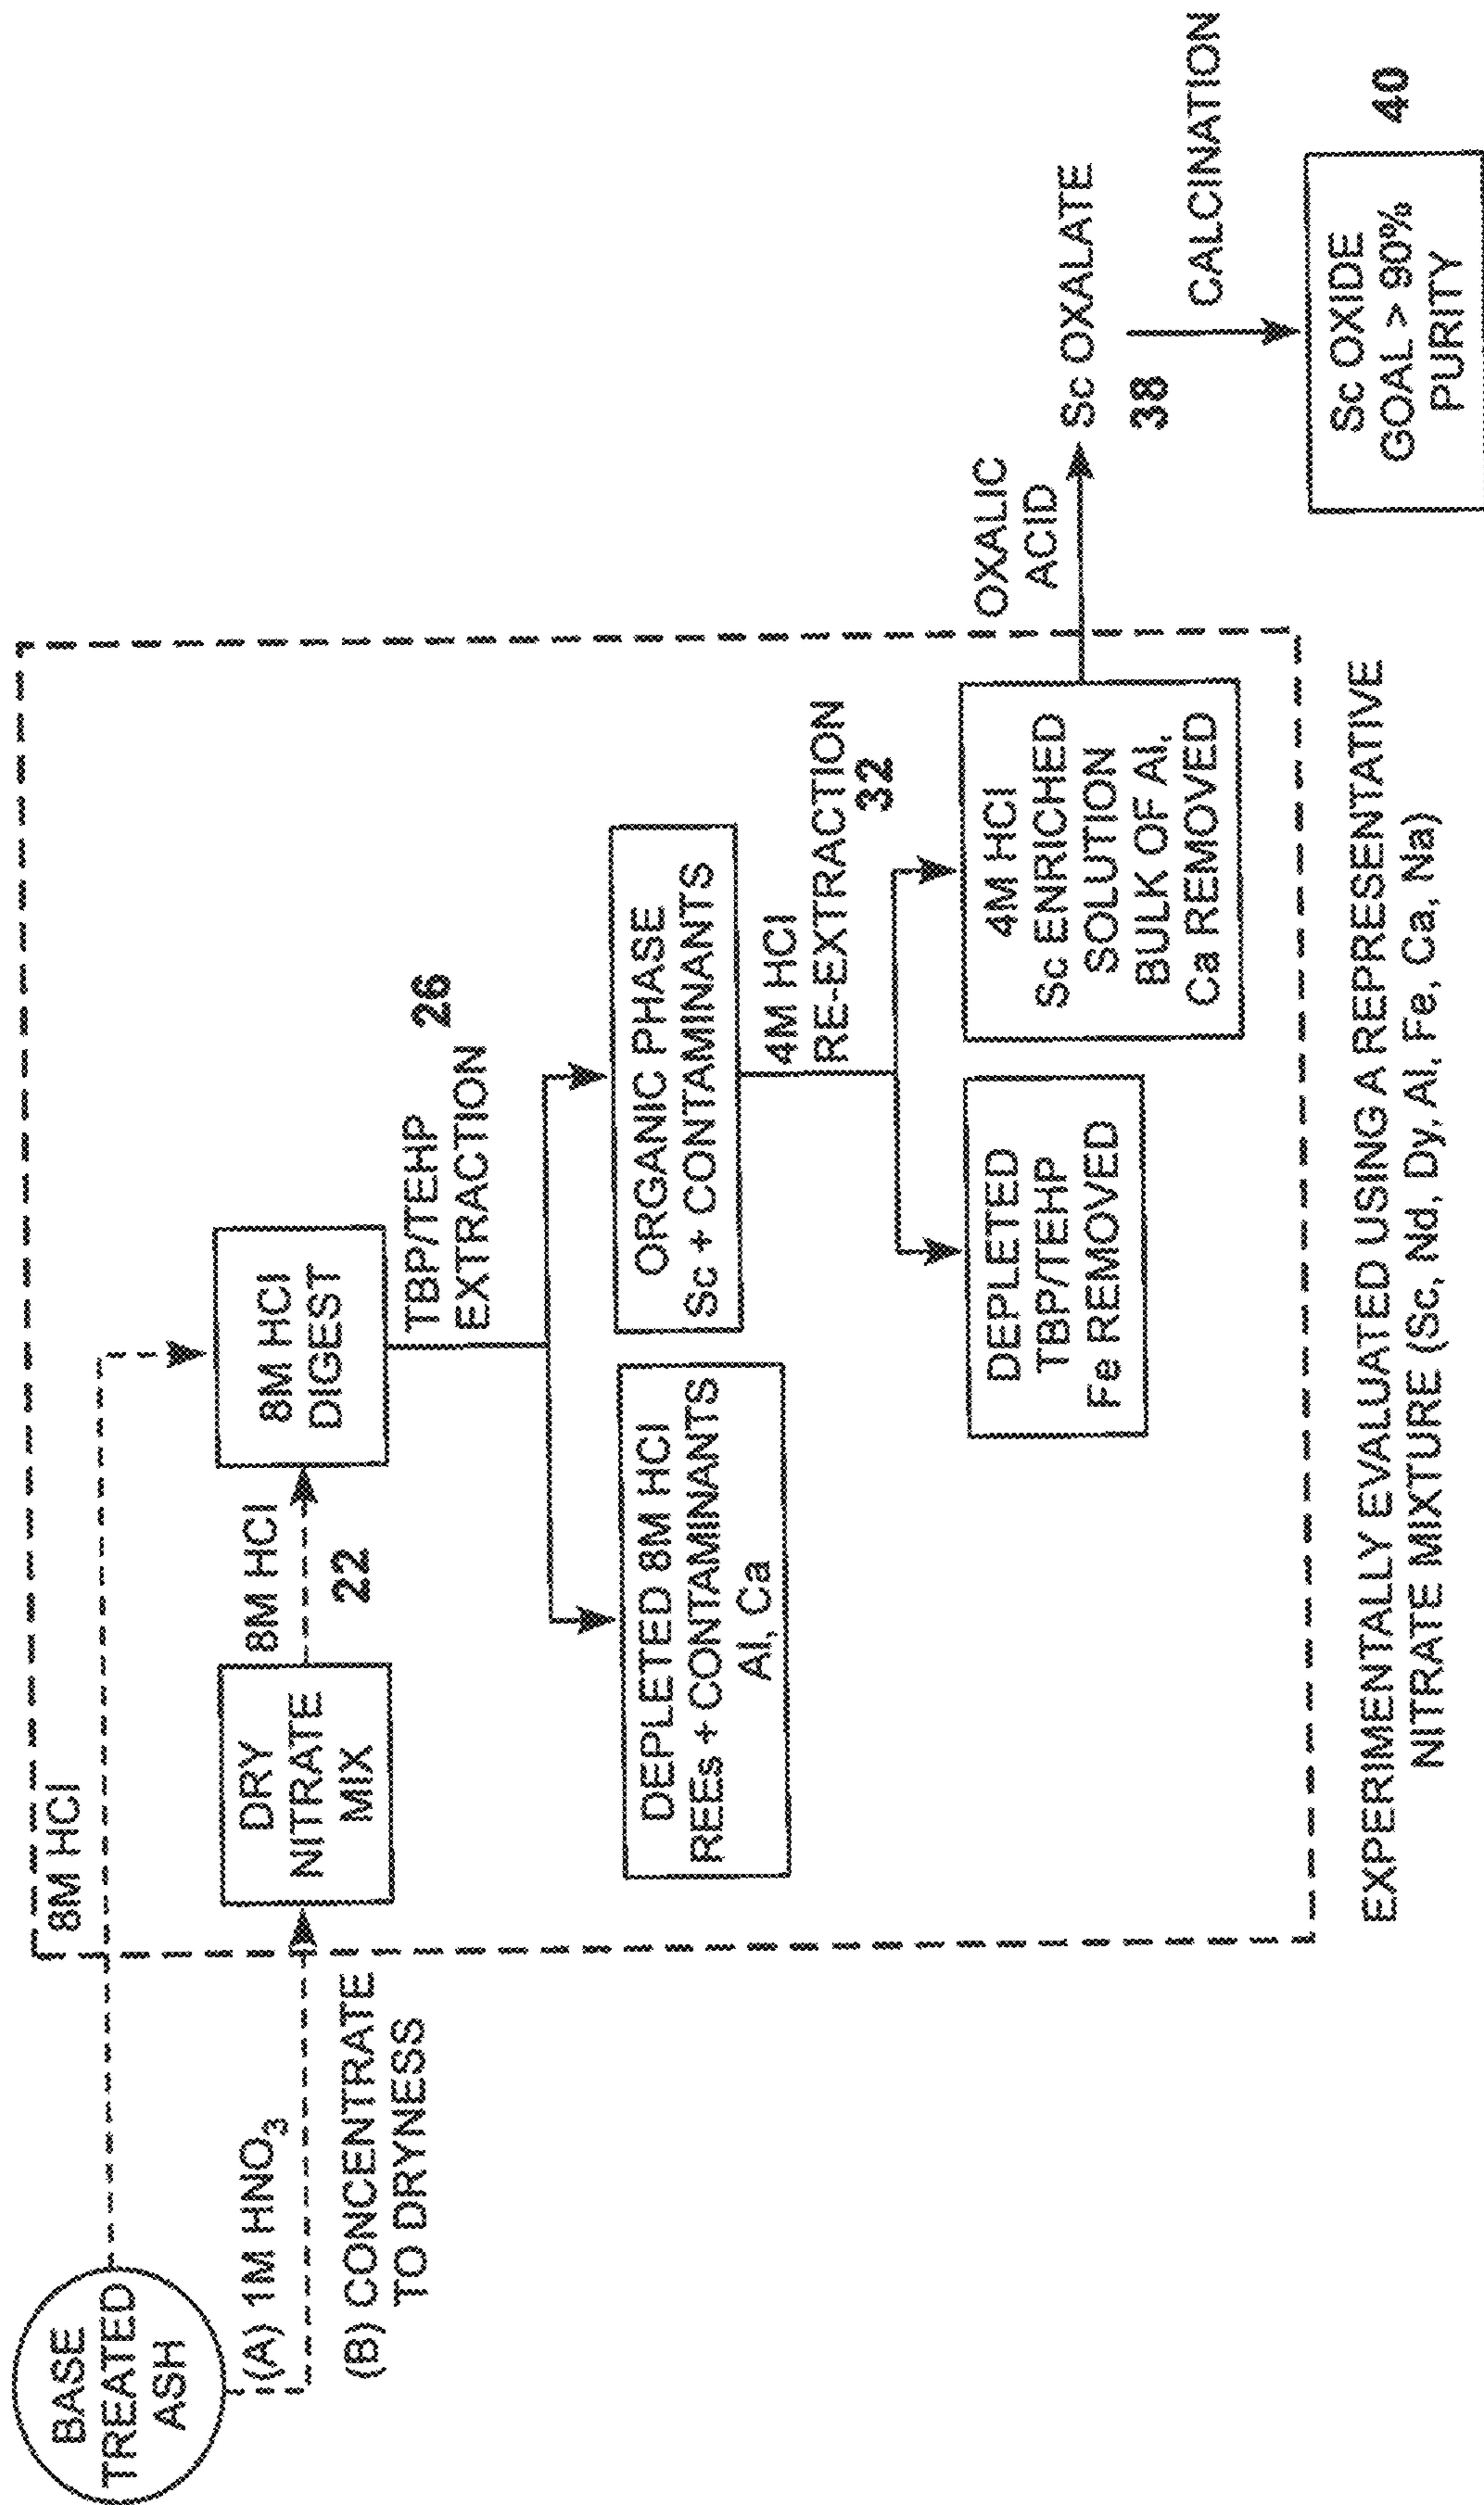 BASE
TREATED
ASH
8M HCl
(A) 1M HNO3
(B) CONCENTRATE
TO DRYNESS
DRY
NITRATE
MIX
8M HCl
22
8M HCl
DIGEST
TBP/TEHP
EXTRACTION
26
DEPLETED 8M HCl
REEs + CONTAMINANTS
Al, Ca
ORGANIC PHASE
Sc + CONTAMINANTS
4M HCl
RE-EXTRACTION
32
DEPLETED
TBP/TEHP
Fe REMOVED
4M HCl
Sc ENRICHED
SOLUTION
BULK OF Al,
Ca REMOVED
OXALIC
ACID
Sc OXALATE
38
CALCINATION
Sc OXIDE
GOAL > 90%
PURITY
40
EXPERIMENTALLY EVALUATED USING A REPRESENTATIVE
NITRATE MIXTURE (Sc, Nd, Dy, Al, Fe, Ca, Na)